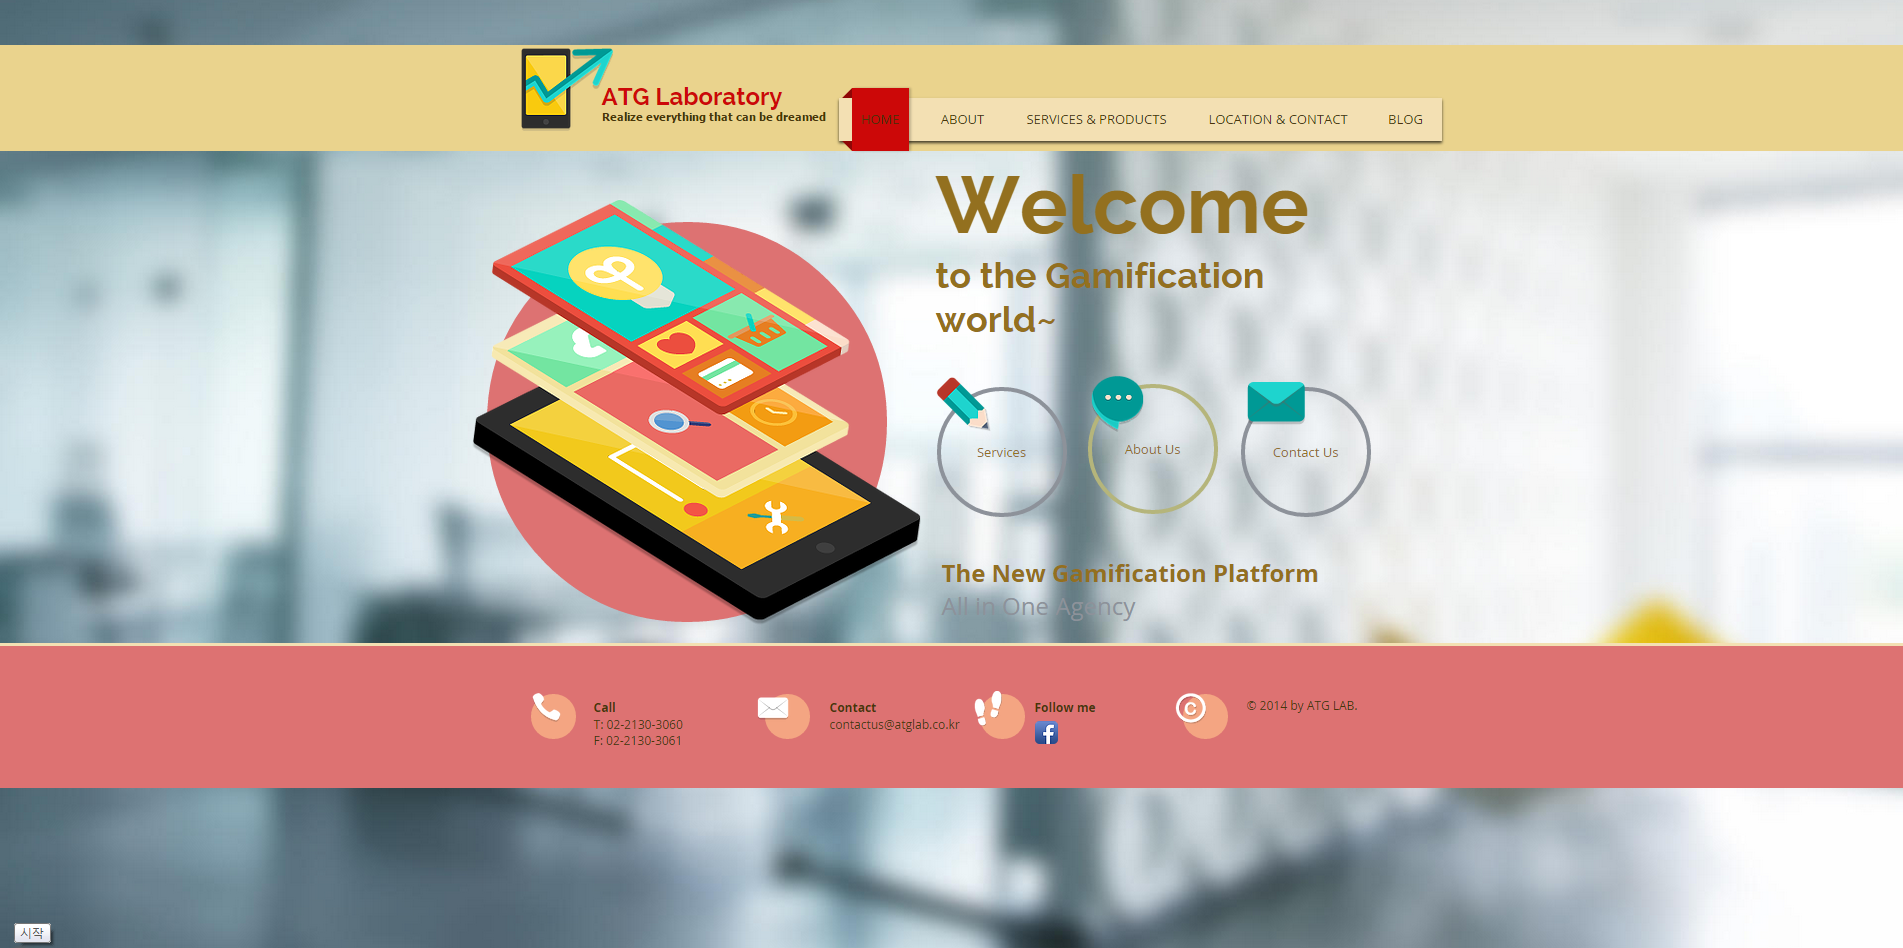 ATG Laboratory
Realize everything that can be dreamed
HOME
ABOUT
SERVICES & PRODUCTS
LOCATION & CONTACT
BLOG
Welcome
to the Gamification
world~
Services
About Us
Contact Us
The New Gamification Platform
All in One Agency
Call
T: 02-2130-3060
F: 02-2130-3061
Contact
contactus@atglab.co.kr
Follow me
© 2014 by ATG LAB.
시작